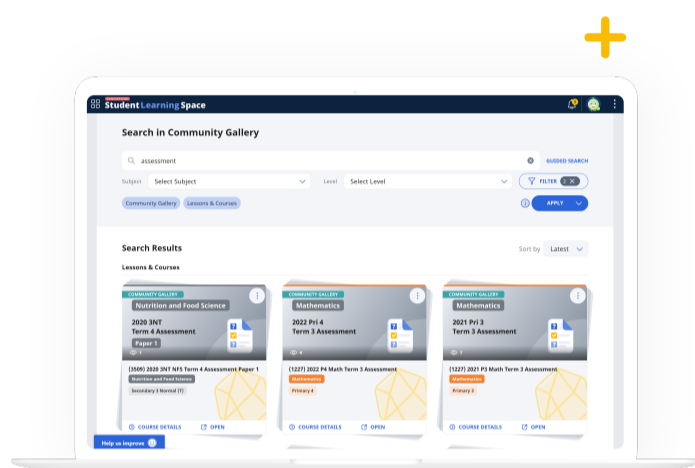 Student Learning Space
Search in Community Gallery
assessment
GUIDED SEARCH
Subject Select Subject Level Select Level FILTER 2
Community Gallery Lessons & Courses APPLY
Search Results
Sort by Latest
Lessons & Courses
COMMUNITY GALLERY
Nutrition and Food Science
2020 3NT
Term 4 Assessment
Paper 1
(3509) 2020 3NT NFS Term 4 Assessment Paper 1
Nutrition and Food Science
Secondary 3 Normal (T)
COURSE DETAILS OPEN
COMMUNITY GALLERY
Mathematics
2022 Pri 4
Term 3 Assessment
(1227) 2022 P4 Math Term 3 Assessment
Mathematics
Primary 4
COURSE DETAILS OPEN
COMMUNITY GALLERY
Mathematics
2021 Pri 3
Term 3 Assessment
(1227) 2021 P3 Math Term 3 Assessment
Mathematics
Primary 3
COURSE DETAILS OPEN
Help us improve